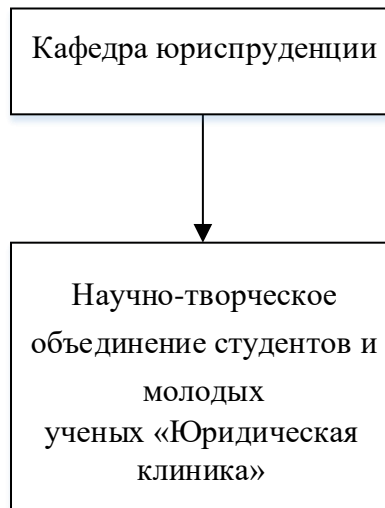 Кафедра юриспруденции
Научно-творческое
объединение студентов и
молодых
ученых «Юридическая
клиника»